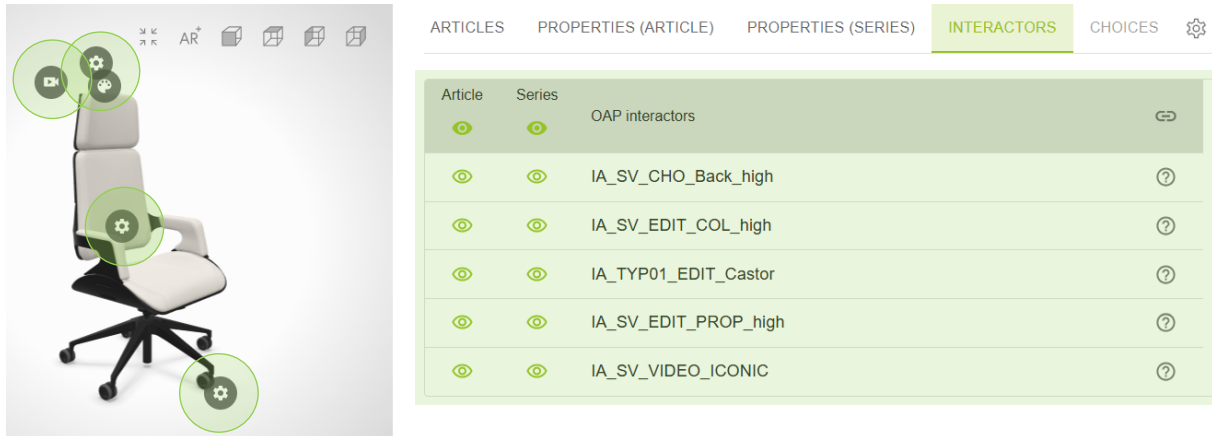 AR+
ARTICLES PROPERTIES (ARTICLE) PROPERTIES (SERIES) INTERACTORS CHOICES
Article Series
OAP interactors
IA_SV_CHO_Back_high
IA_SV_EDIT_COL_high
IA_TYP01_EDIT_Castor
IA_SV_EDIT_PROP_high
IA_SV_VIDEO_ICONIC